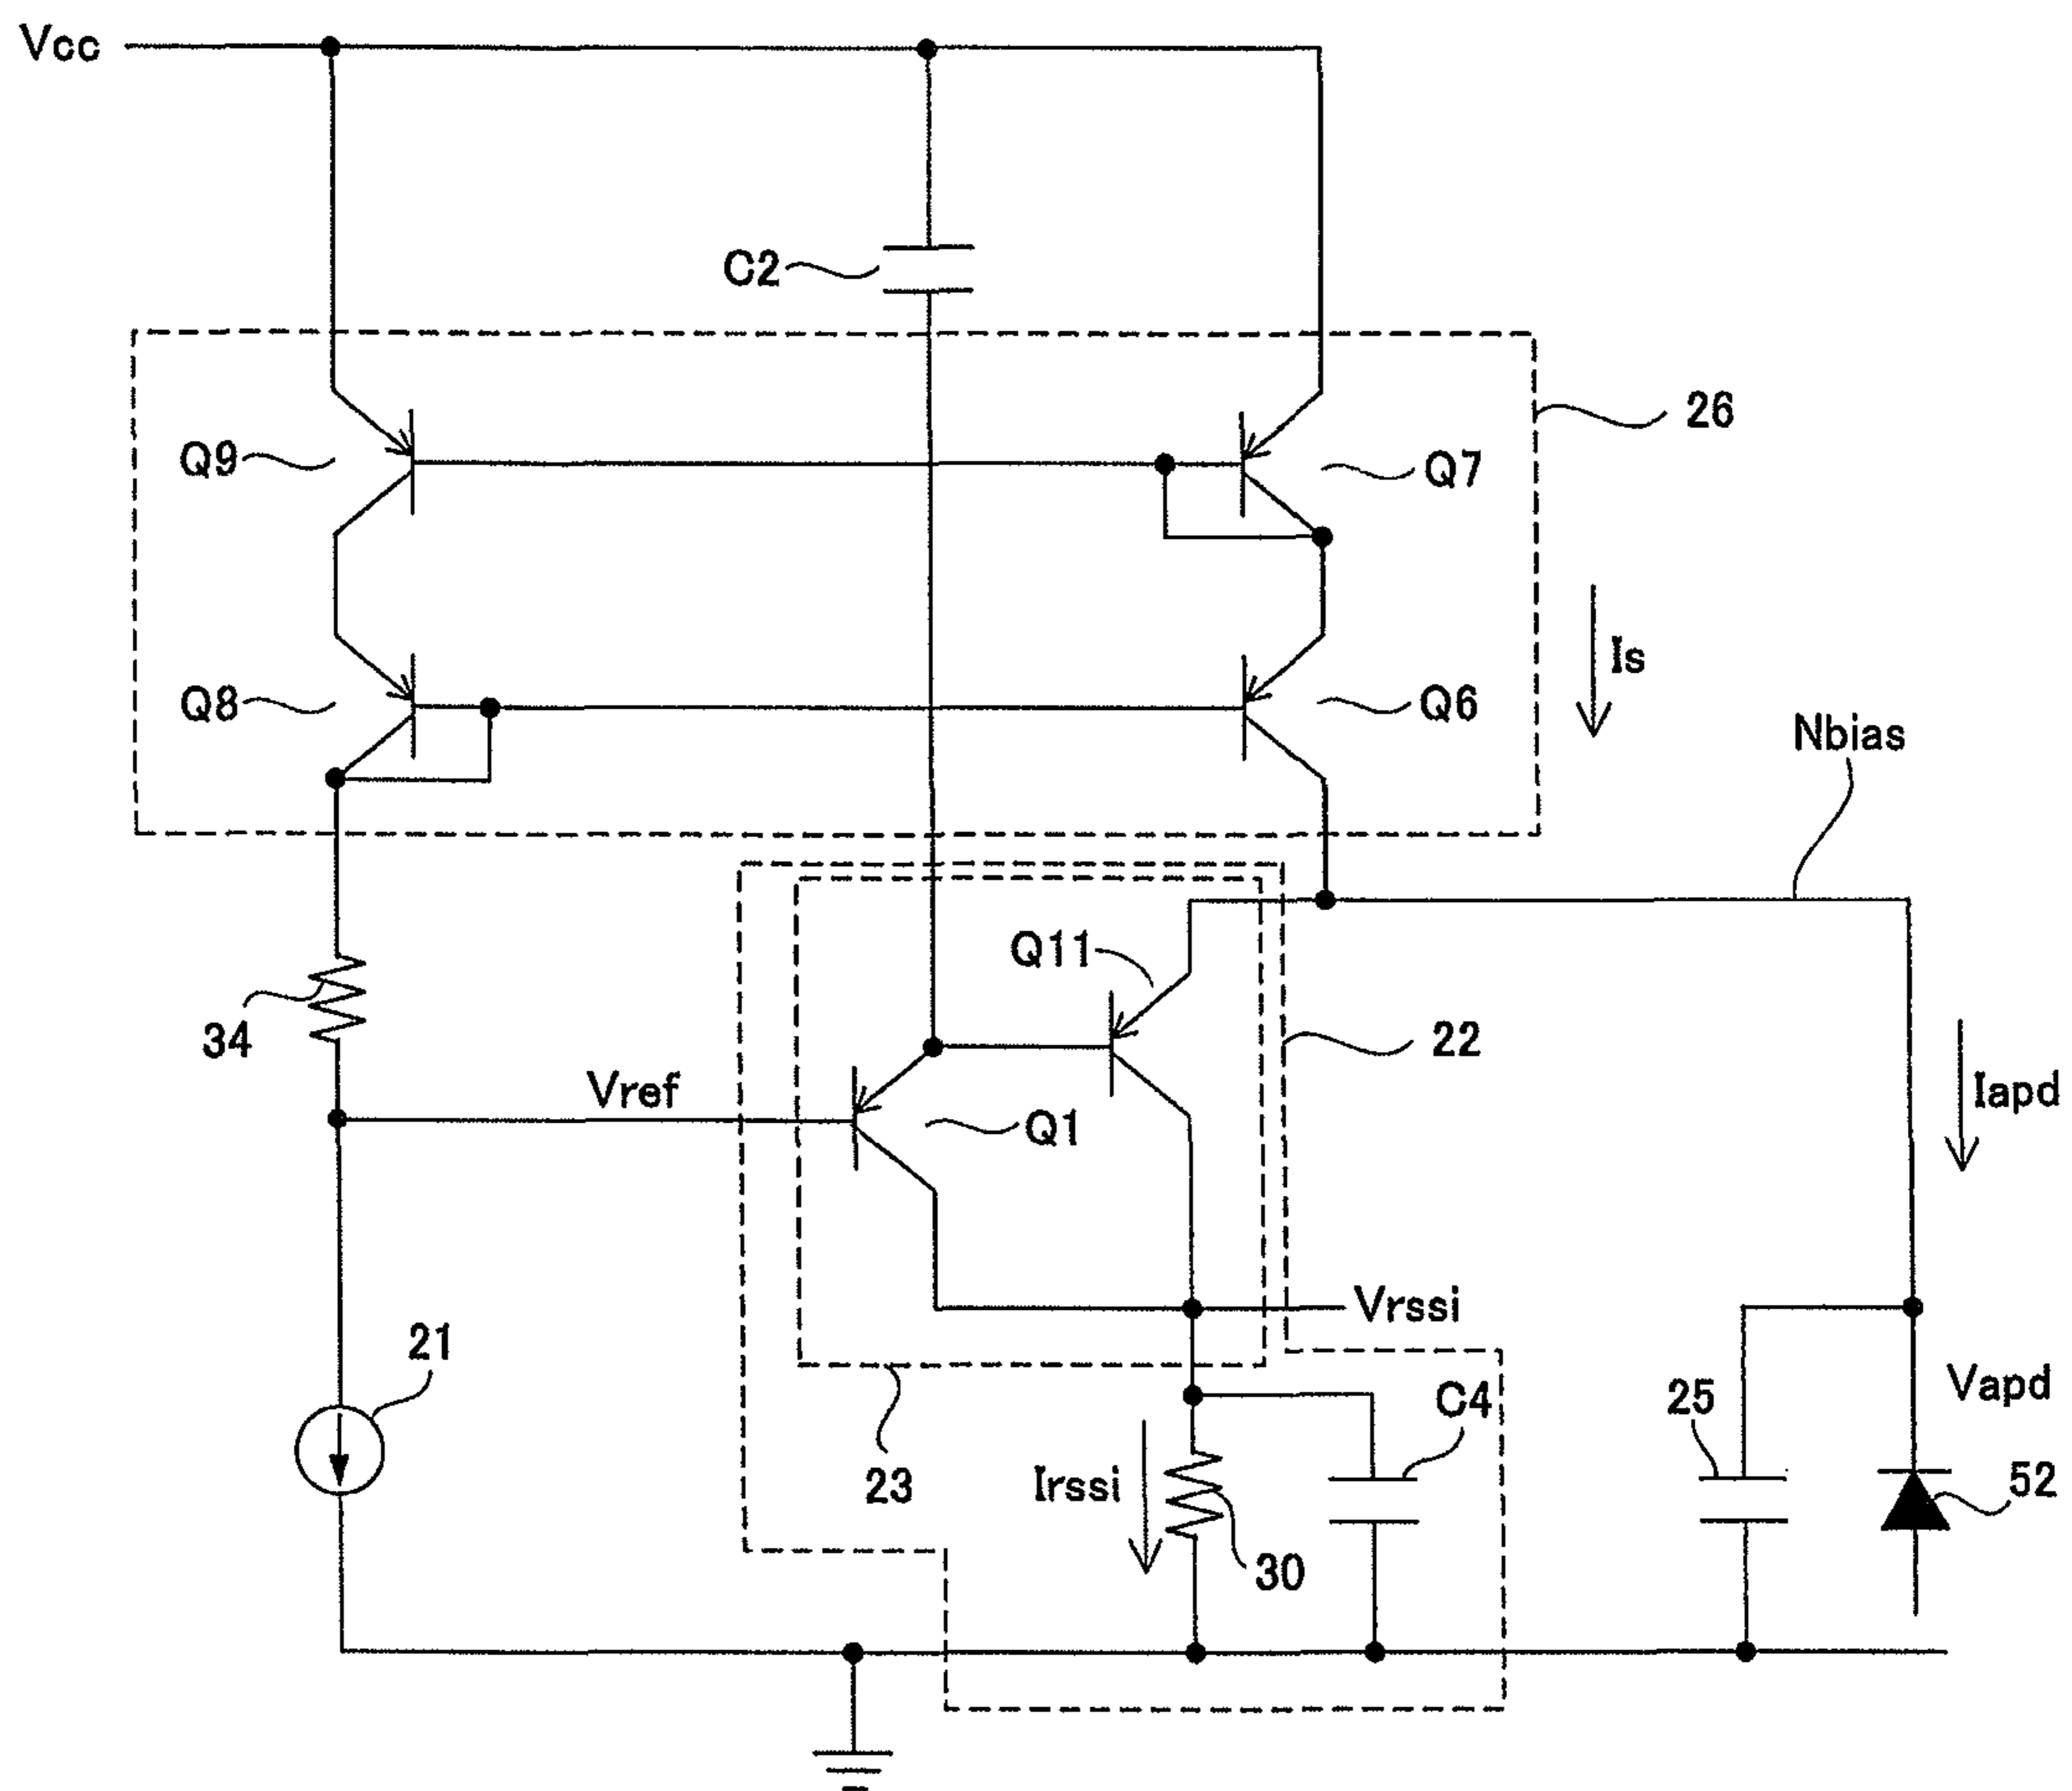 Vcc
C2
26
Q9
Q7
Is
Q8
Q6
Nbias
Q11
34
22
Vref
Q1
Iapd
Vrssi
21
C4
25
Vapd
23
Irssi
52
30